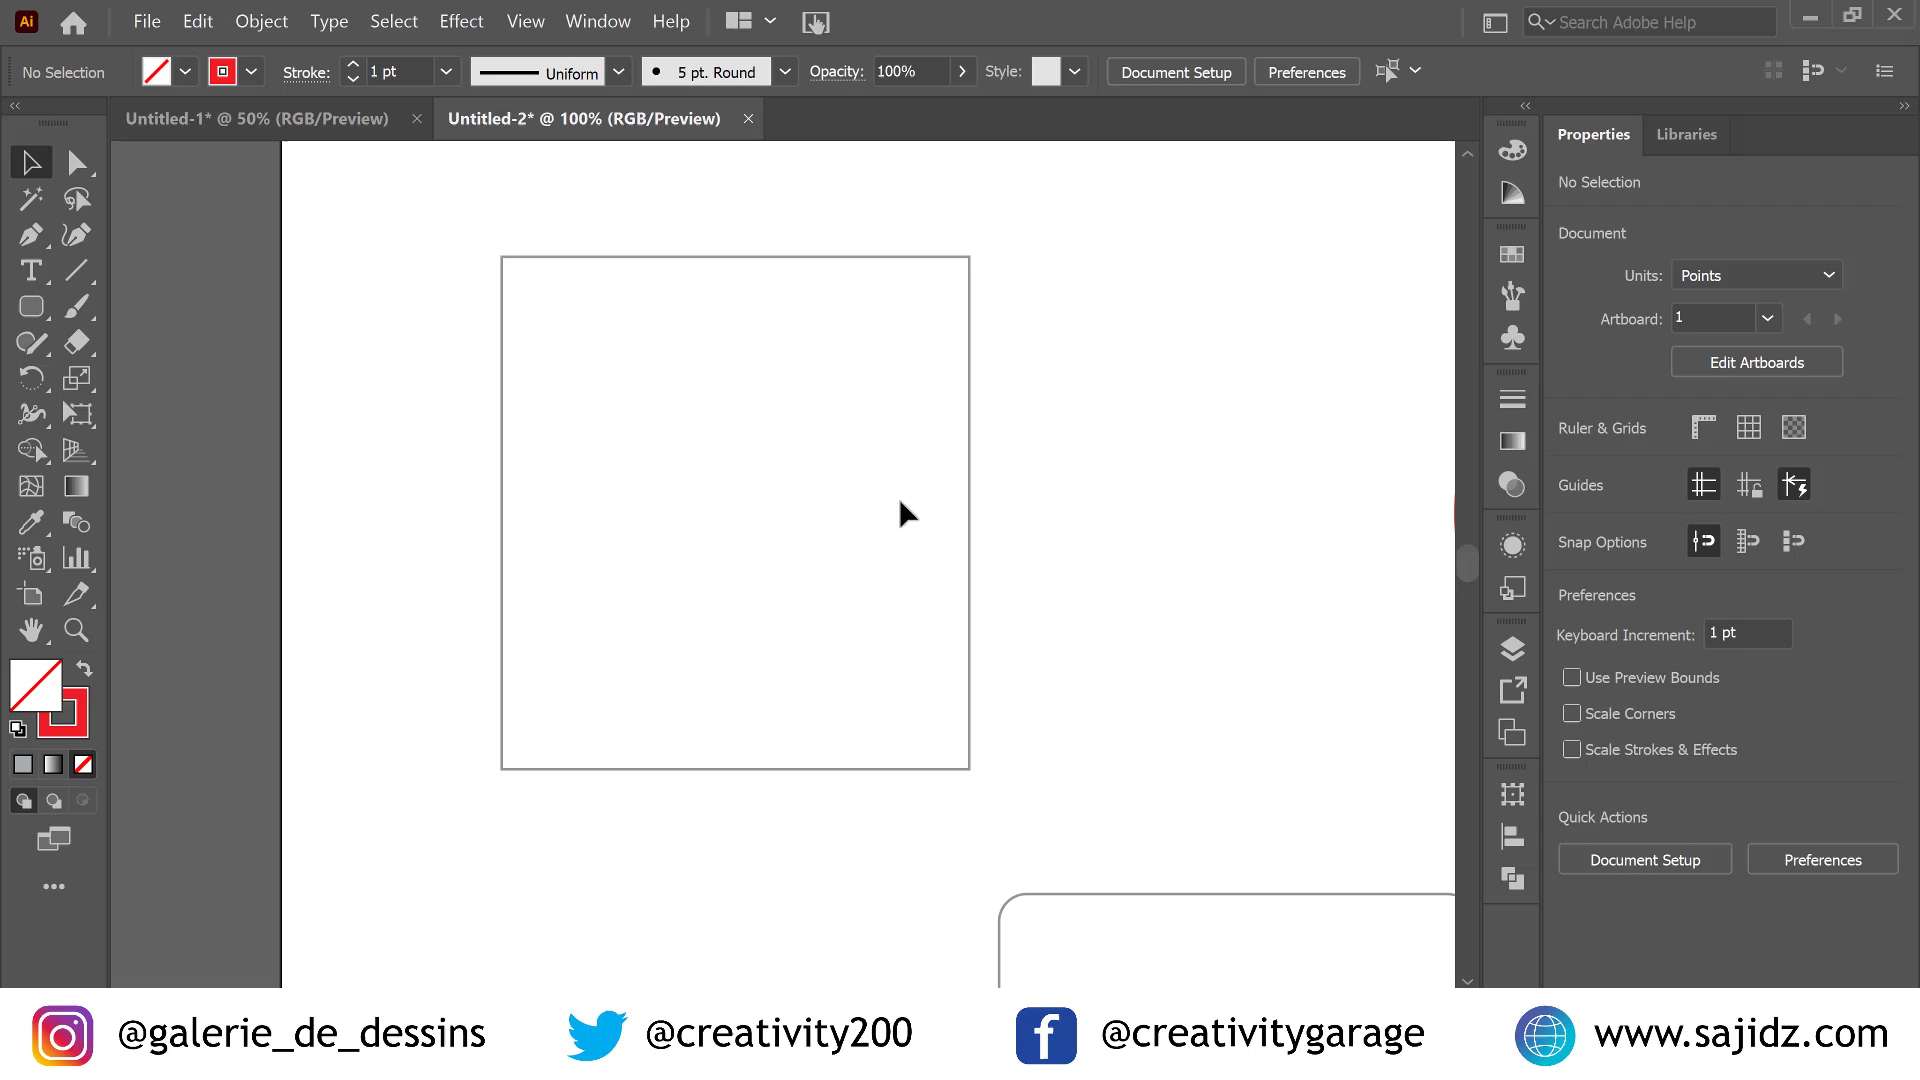 Ai File Edit Object Type Select Effect View Window Help Search Adobe Help
No Selection Stroke: 1 pt Uniform 5 pt. Round Opacity: 100% Style: Document Setup Preferences
Untitled-1* @ 50% (RGB/Preview) Untitled-2* @ 100% (RGB/Preview)
Properties Libraries
No Selection
Document
Units: Points
Artboard: 1
Edit Artboards
Ruler & Grids
Guides
Snap Options
Preferences
Keyboard Increment: 1 pt
Use Preview Bounds
Scale Corners
Scale Strokes & Effects
Quick Actions
Document Setup Preferences
@galerie_de_dessins @creativity200 @creativitygarage www.sajidz.com